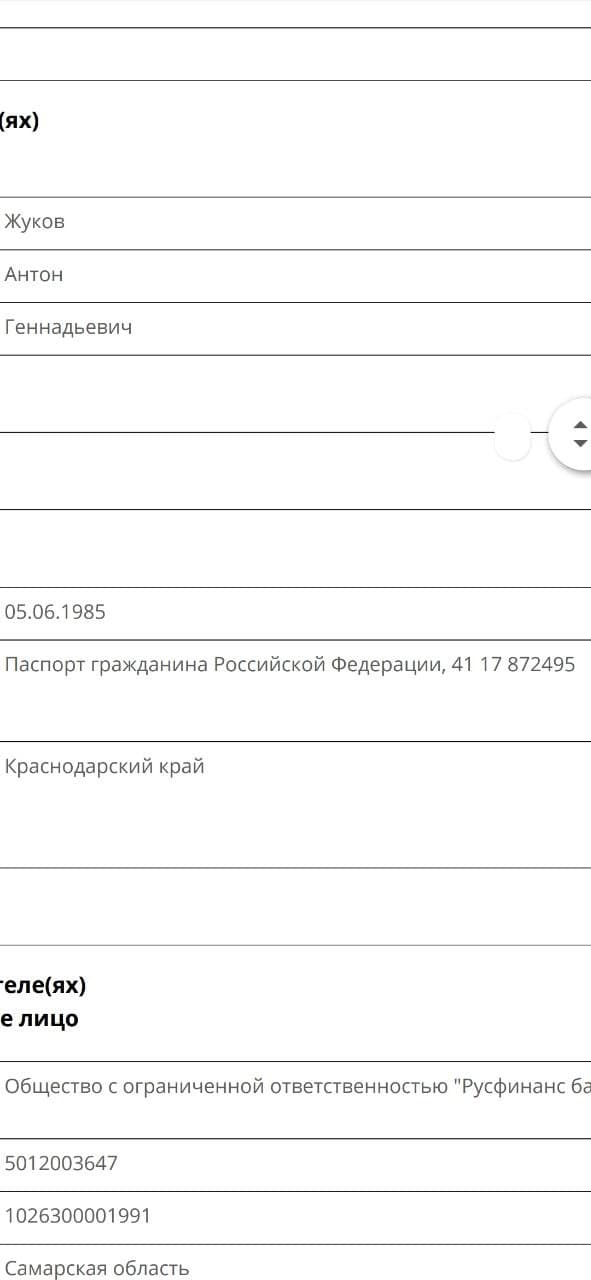 (ях)
Жуков
Антон
Геннадьевич
05.06.1985
Паспорт гражданина Российской Федерации, 41 17 872495
Краснодарский край
теле(ях)
е лицо
Общество с ограниченной ответственностью "Русфинанс ба
5012003647
1026300001991
Самарская область